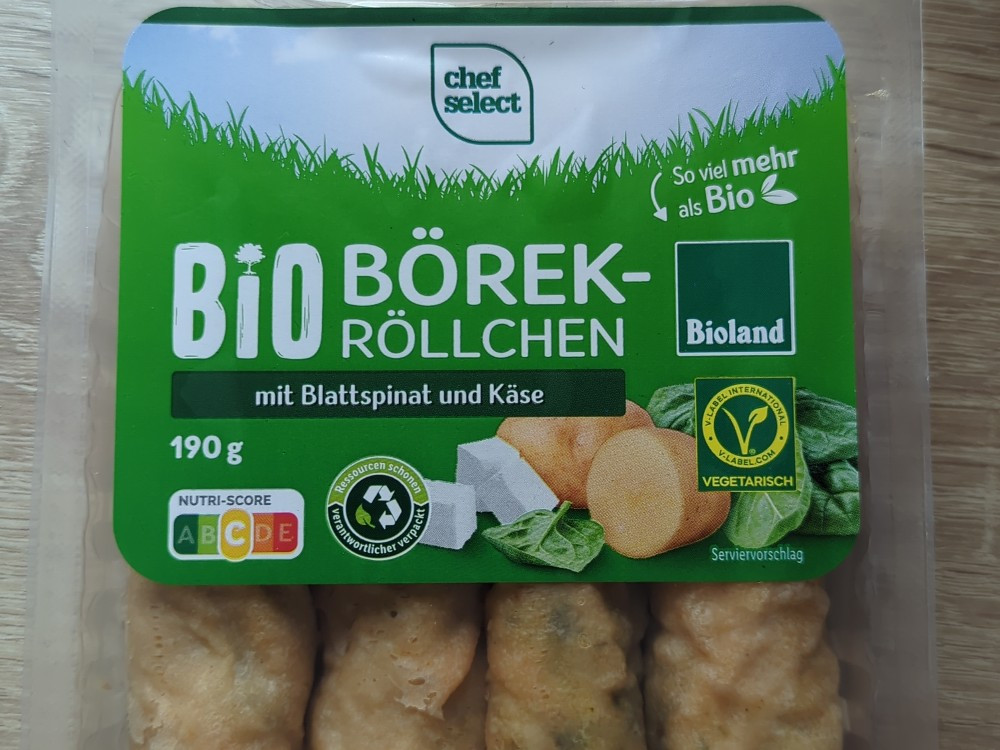 chef
select
So viel mehr
als Bio
BiO BÖREK-
RÖLLCHEN
Bioland
mit Blattspinat und Käse
190 g
V-LABEL INTERNATIONAL
V-LABEL.COM
VEGETARISCH
NUTRI-SCORE
A B C D E
Ressourcen schonen
verantwortlicher verpackt
Serviervorschlag